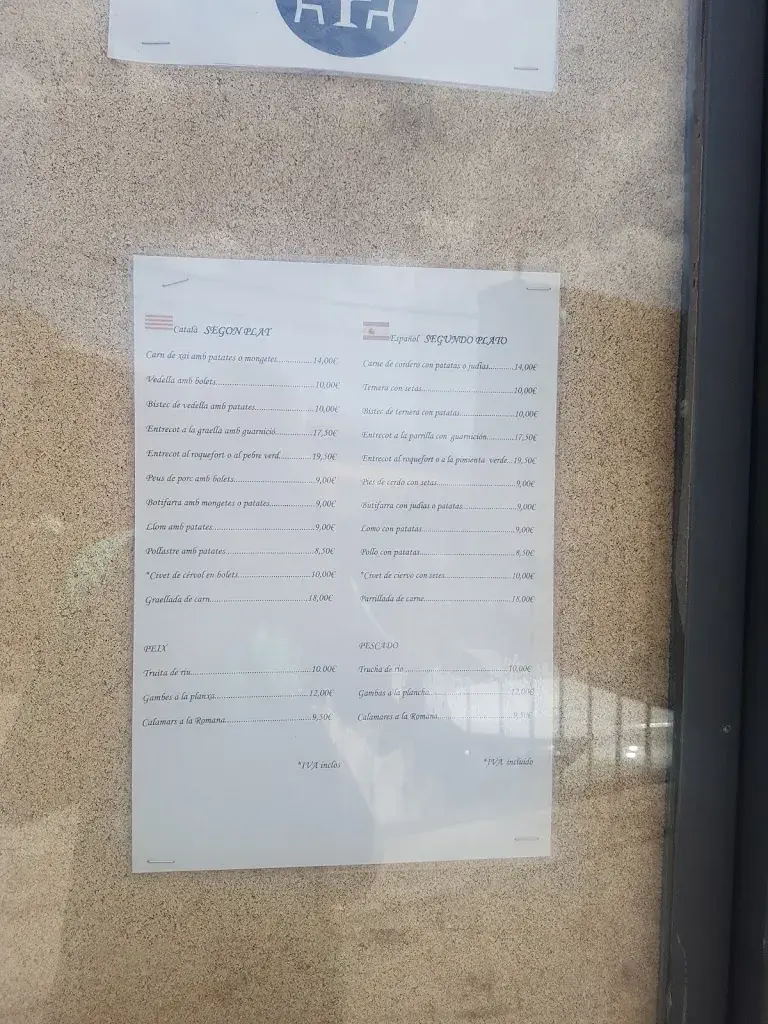 Català SEGON PLAT
Carn de xai amb patates o mongetes..............14,00€
Vedella amb bolets.......................................10,00€
Bistec de vedella amb patates.........................10,00€
Entrecot a la graella amb guarnició...............17,50€
Entrecot al roquefort o al pebre verd.............19,50€
Peus de porc amb bolets.................................9,00€
Botifarra amb mongetes o patates...................9,00€
Llom amb patates..........................................9,00€
Pollastre amb patates.....................................8,50€
*Civet de cérvol en bolets...............................10,00€
Graellada de carn..........................................18,00€
PEIX
Truita de riu..................................................10,00€
Gambes a la planxa........................................12,00€
Calamars a la Romana....................................9,50€
*IVA inclos
Español SEGUNDO PLATO
Carne de cordero con patatas o judias..........14,00€
Ternera con setas........................................10,00€
Bistec de ternera con patatas......................10,00€
Entrecot a la parrilla con guarnición...........17,50€
Entrecot al roquefort o a la pimenta verde...19,50€
Pies de cerdo con setas................................9,00€
Butifarra con judias o patatas.....................9,00€
Lomo con patatas........................................9,00€
Pollo con patatas........................................8,50€
*Civet de ciervo con setes...........................10,00€
Parrillada de carne.....................................18,00€
PESCADO
Trucha de rio.............................................10,00€
Gambas a la plancha...................................12,00€
Calamares a la Romana...............................9,50€
*IVA incluido